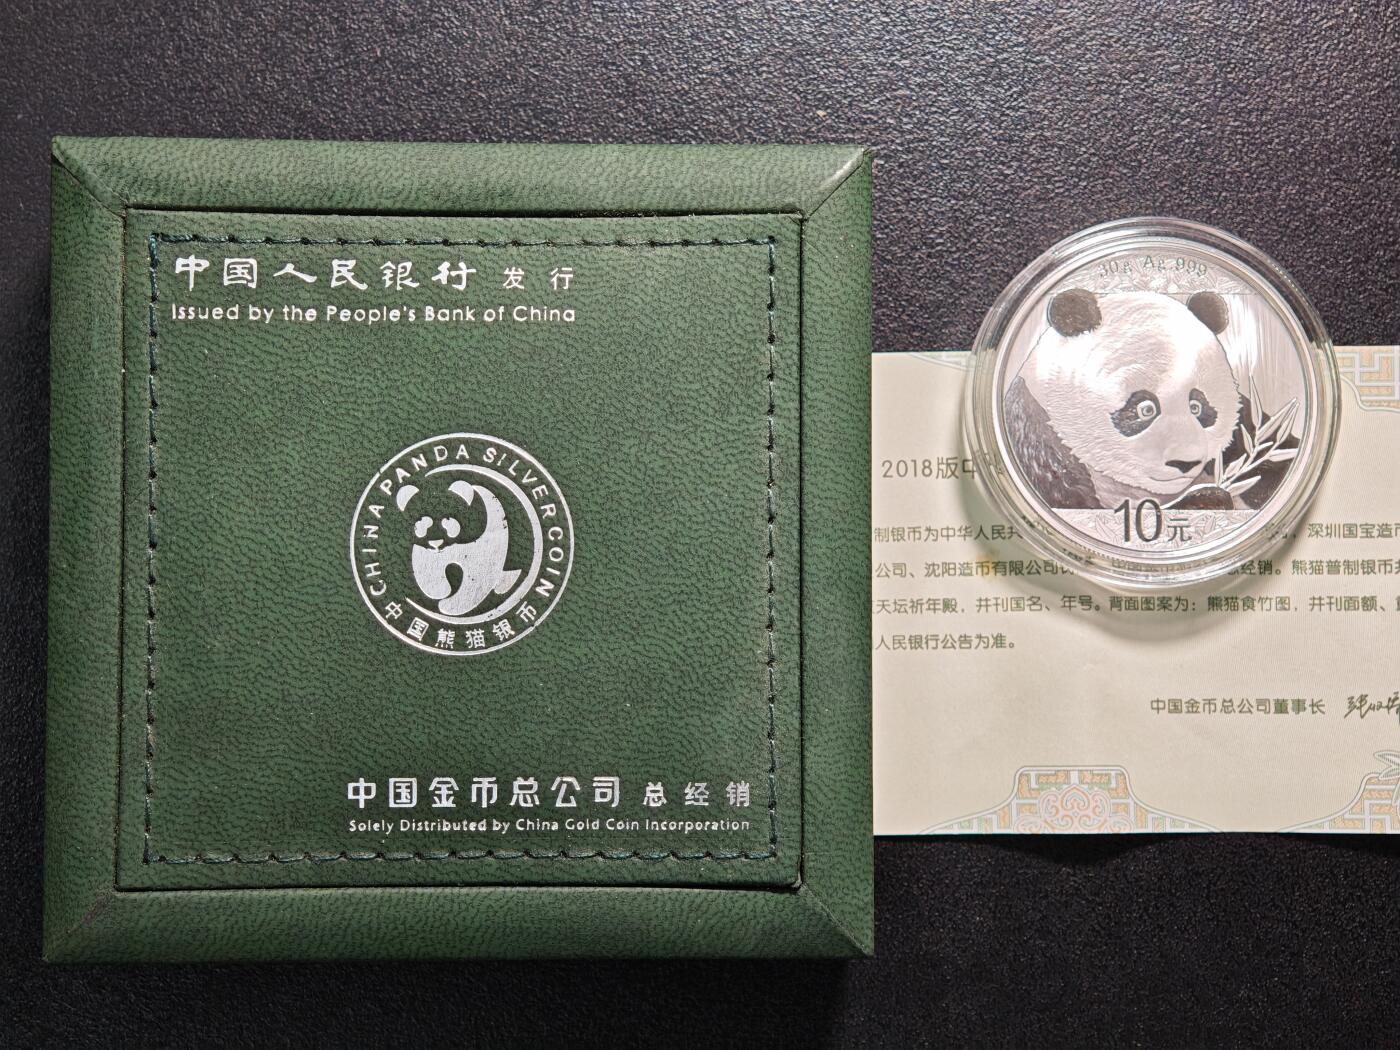 中国人民银行 发行
Issued by the People's Bank of China
CHINA PANDA SILVER COIN
中国熊猫银币
中国金币总公司 总经销
Solely Distributed by China Gold Coin Incorporation
30g Ag.999
10元
2018版中
制银币为中华人民共 深圳国宝造币
公司、沈阳造币有限公司 总经销。熊猫普制银币
天坛祈年殿，并刊国名、年号。背面图案为：熊猫食竹图，并刊面额、
人民银行公告为准。
中国金币总公司董事长